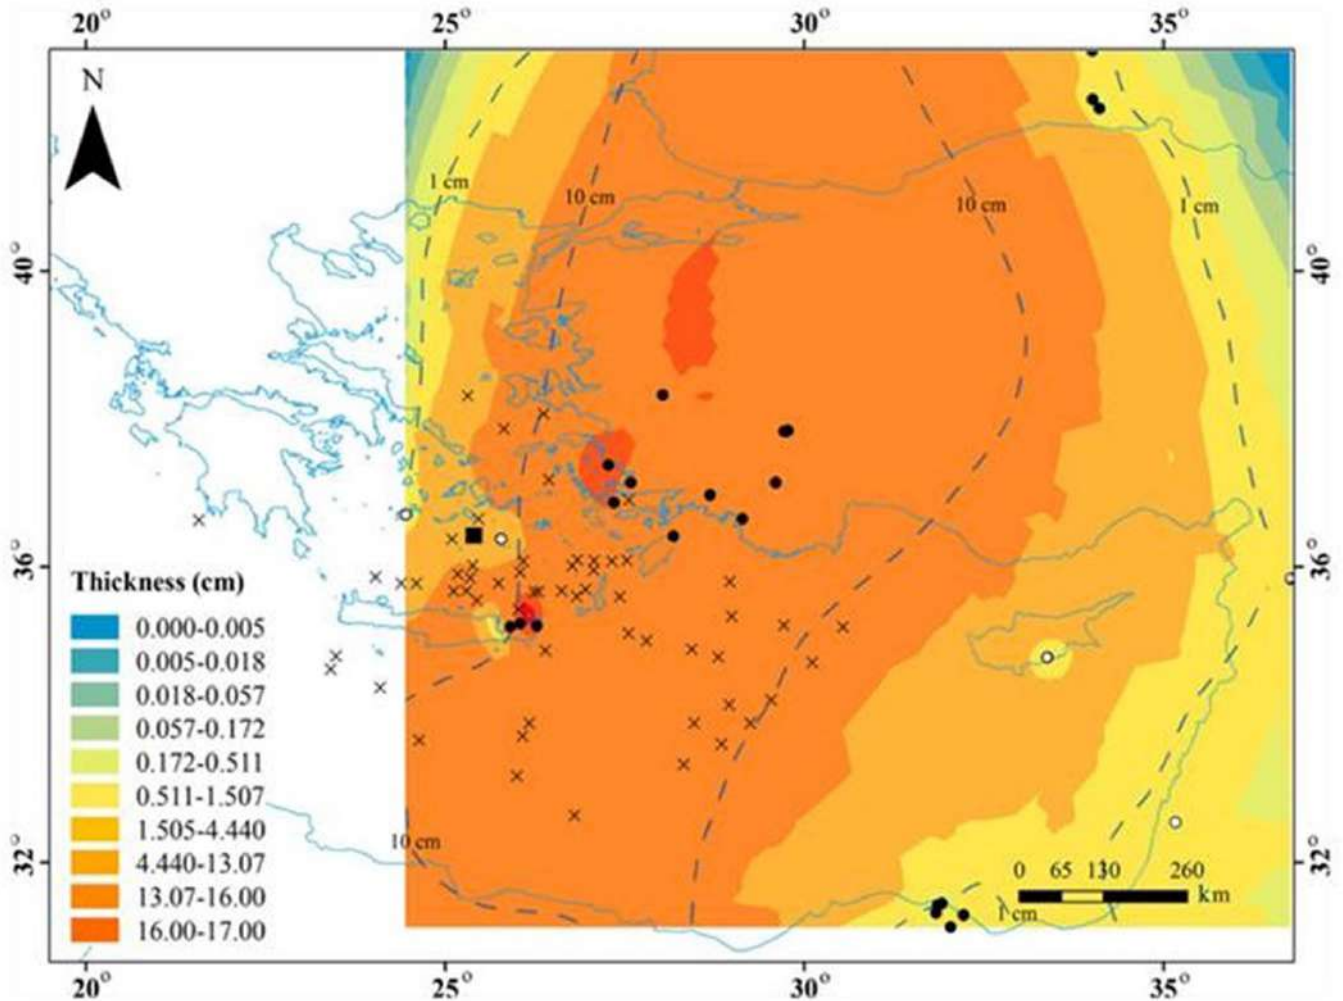 20° 25° 30° 35°
N
1 cm
10 cm
10 cm
1 cm
40° 40°
36° 36°
Thickness (cm)
0.000-0.005
0.005-0.018
0.018-0.057
0.057-0.172
0.172-0.511
0.511-1.507
1.505-4.440
4.440-13.07
13.07-16.00
16.00-17.00
10 cm
32° 32°
0 65 130 260
km
1 cm
20° 25° 30° 35°